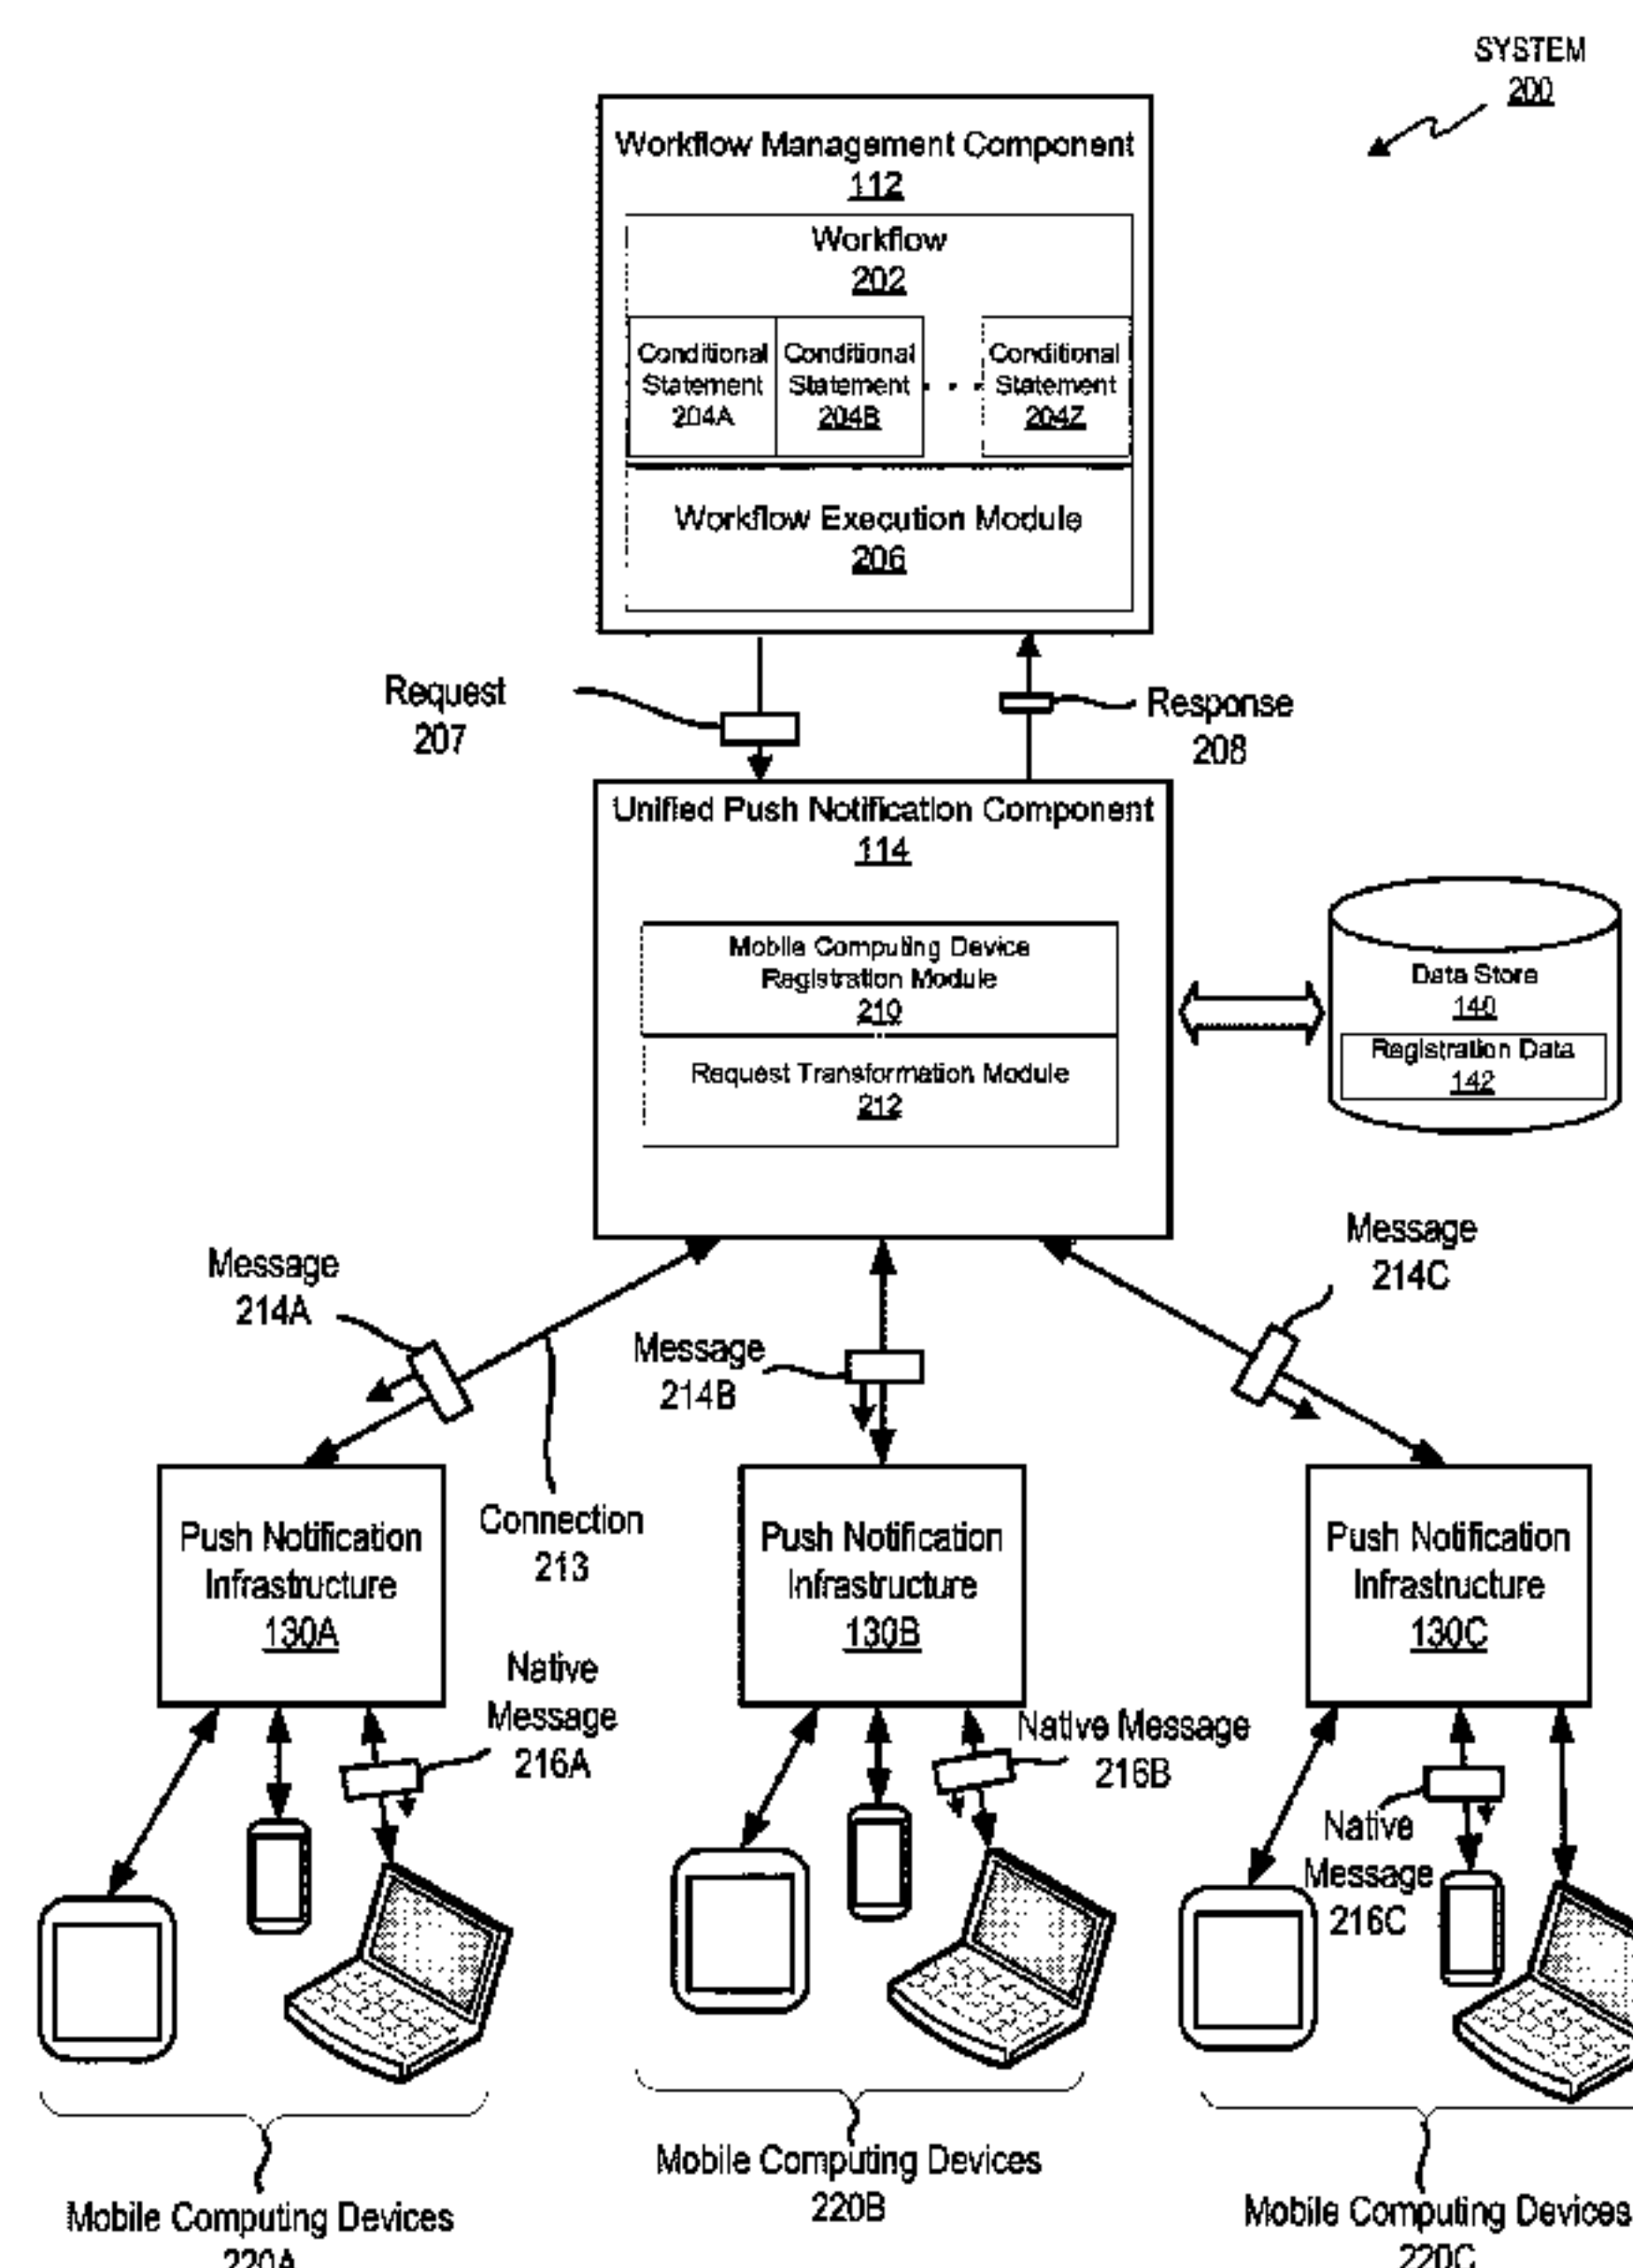 SYSTEM
200
Workflow Management Component
112
Workflow
202
Conditional
Statement
204A
Conditional
Statement
204B
. . .
Conditional
Statement
204Z
Workflow Execution Module
206
Request
207
Response
208
Unified Push Notification Component
114
Mobile Computing Device
Registration Module
210
Request Transformation Module
212
Data Store
140
Registration Data
142
Message
214A
Message
214B
Message
214C
Connection
213
Push Notification
Infrastructure
130A
Push Notification
Infrastructure
130B
Push Notification
Infrastructure
130C
Native
Message
216A
Native Message
216B
Native
Message
216C
Mobile Computing Devices
220A
Mobile Computing Devices
220B
Mobile Computing Devices
220C